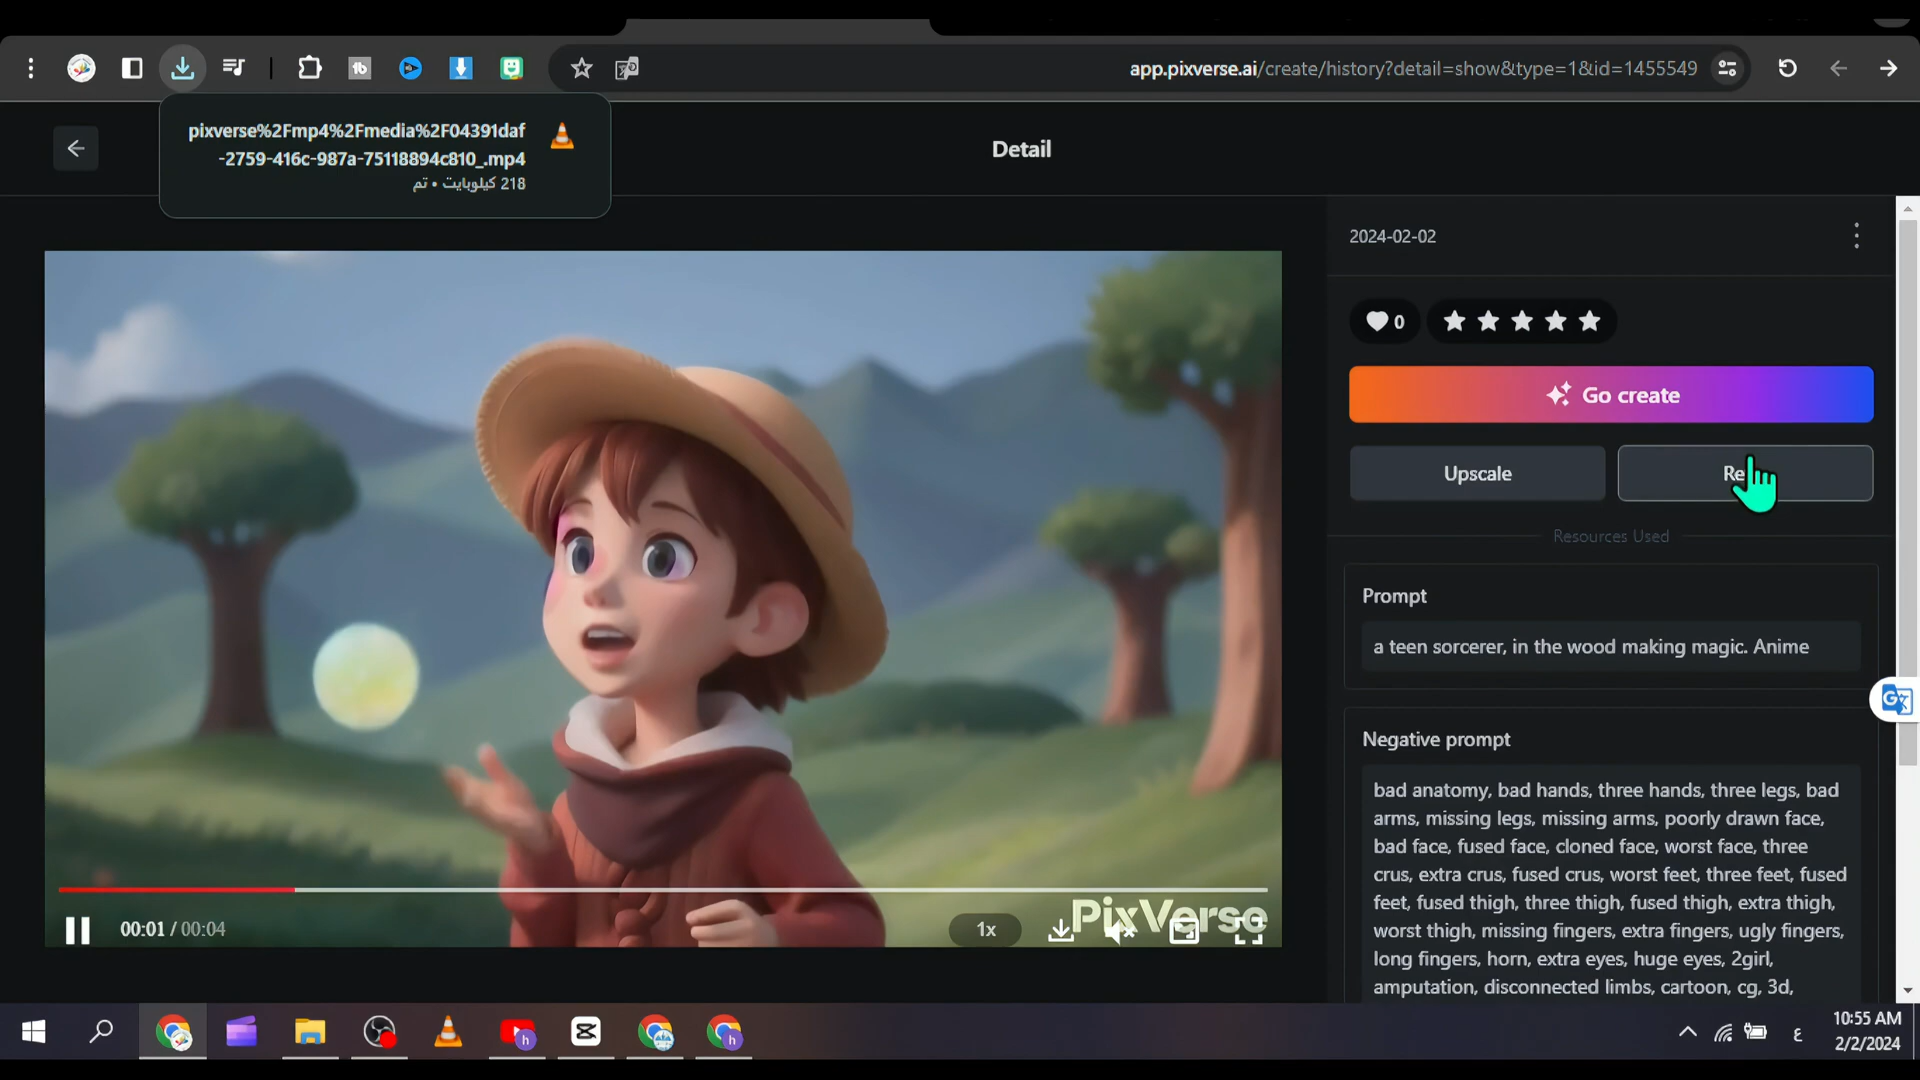 app.pixverse.ai/create/history?detail=show&type=1&id=1455549
pixverse%2Fmp4%2Fmedia%2F04391daf
-2759-416c-987a-75118894c810_.mp4
218 كيلوبايت • تم
Detail
2024-02-02
0
Go create
Upscale
Re
Resources Used
Prompt
a teen sorcerer, in the wood making magic. Anime
Negative prompt
bad anatomy, bad hands, three hands, three legs, bad
arms, missing legs, missing arms, poorly drawn face,
bad face, fused face, cloned face, worst face, three
crus, extra crus, fused crus, worst feet, three feet, fused
feet, fused thigh, three thigh, fused thigh, extra thigh,
worst thigh, missing fingers, extra fingers, ugly fingers,
long fingers, horn, extra eyes, huge eyes, 2girl,
amputation, disconnected limbs, cartoon, cg, 3d,
00:01 / 00:04
1x
PixVerse
ع
10:55 AM
2/2/2024